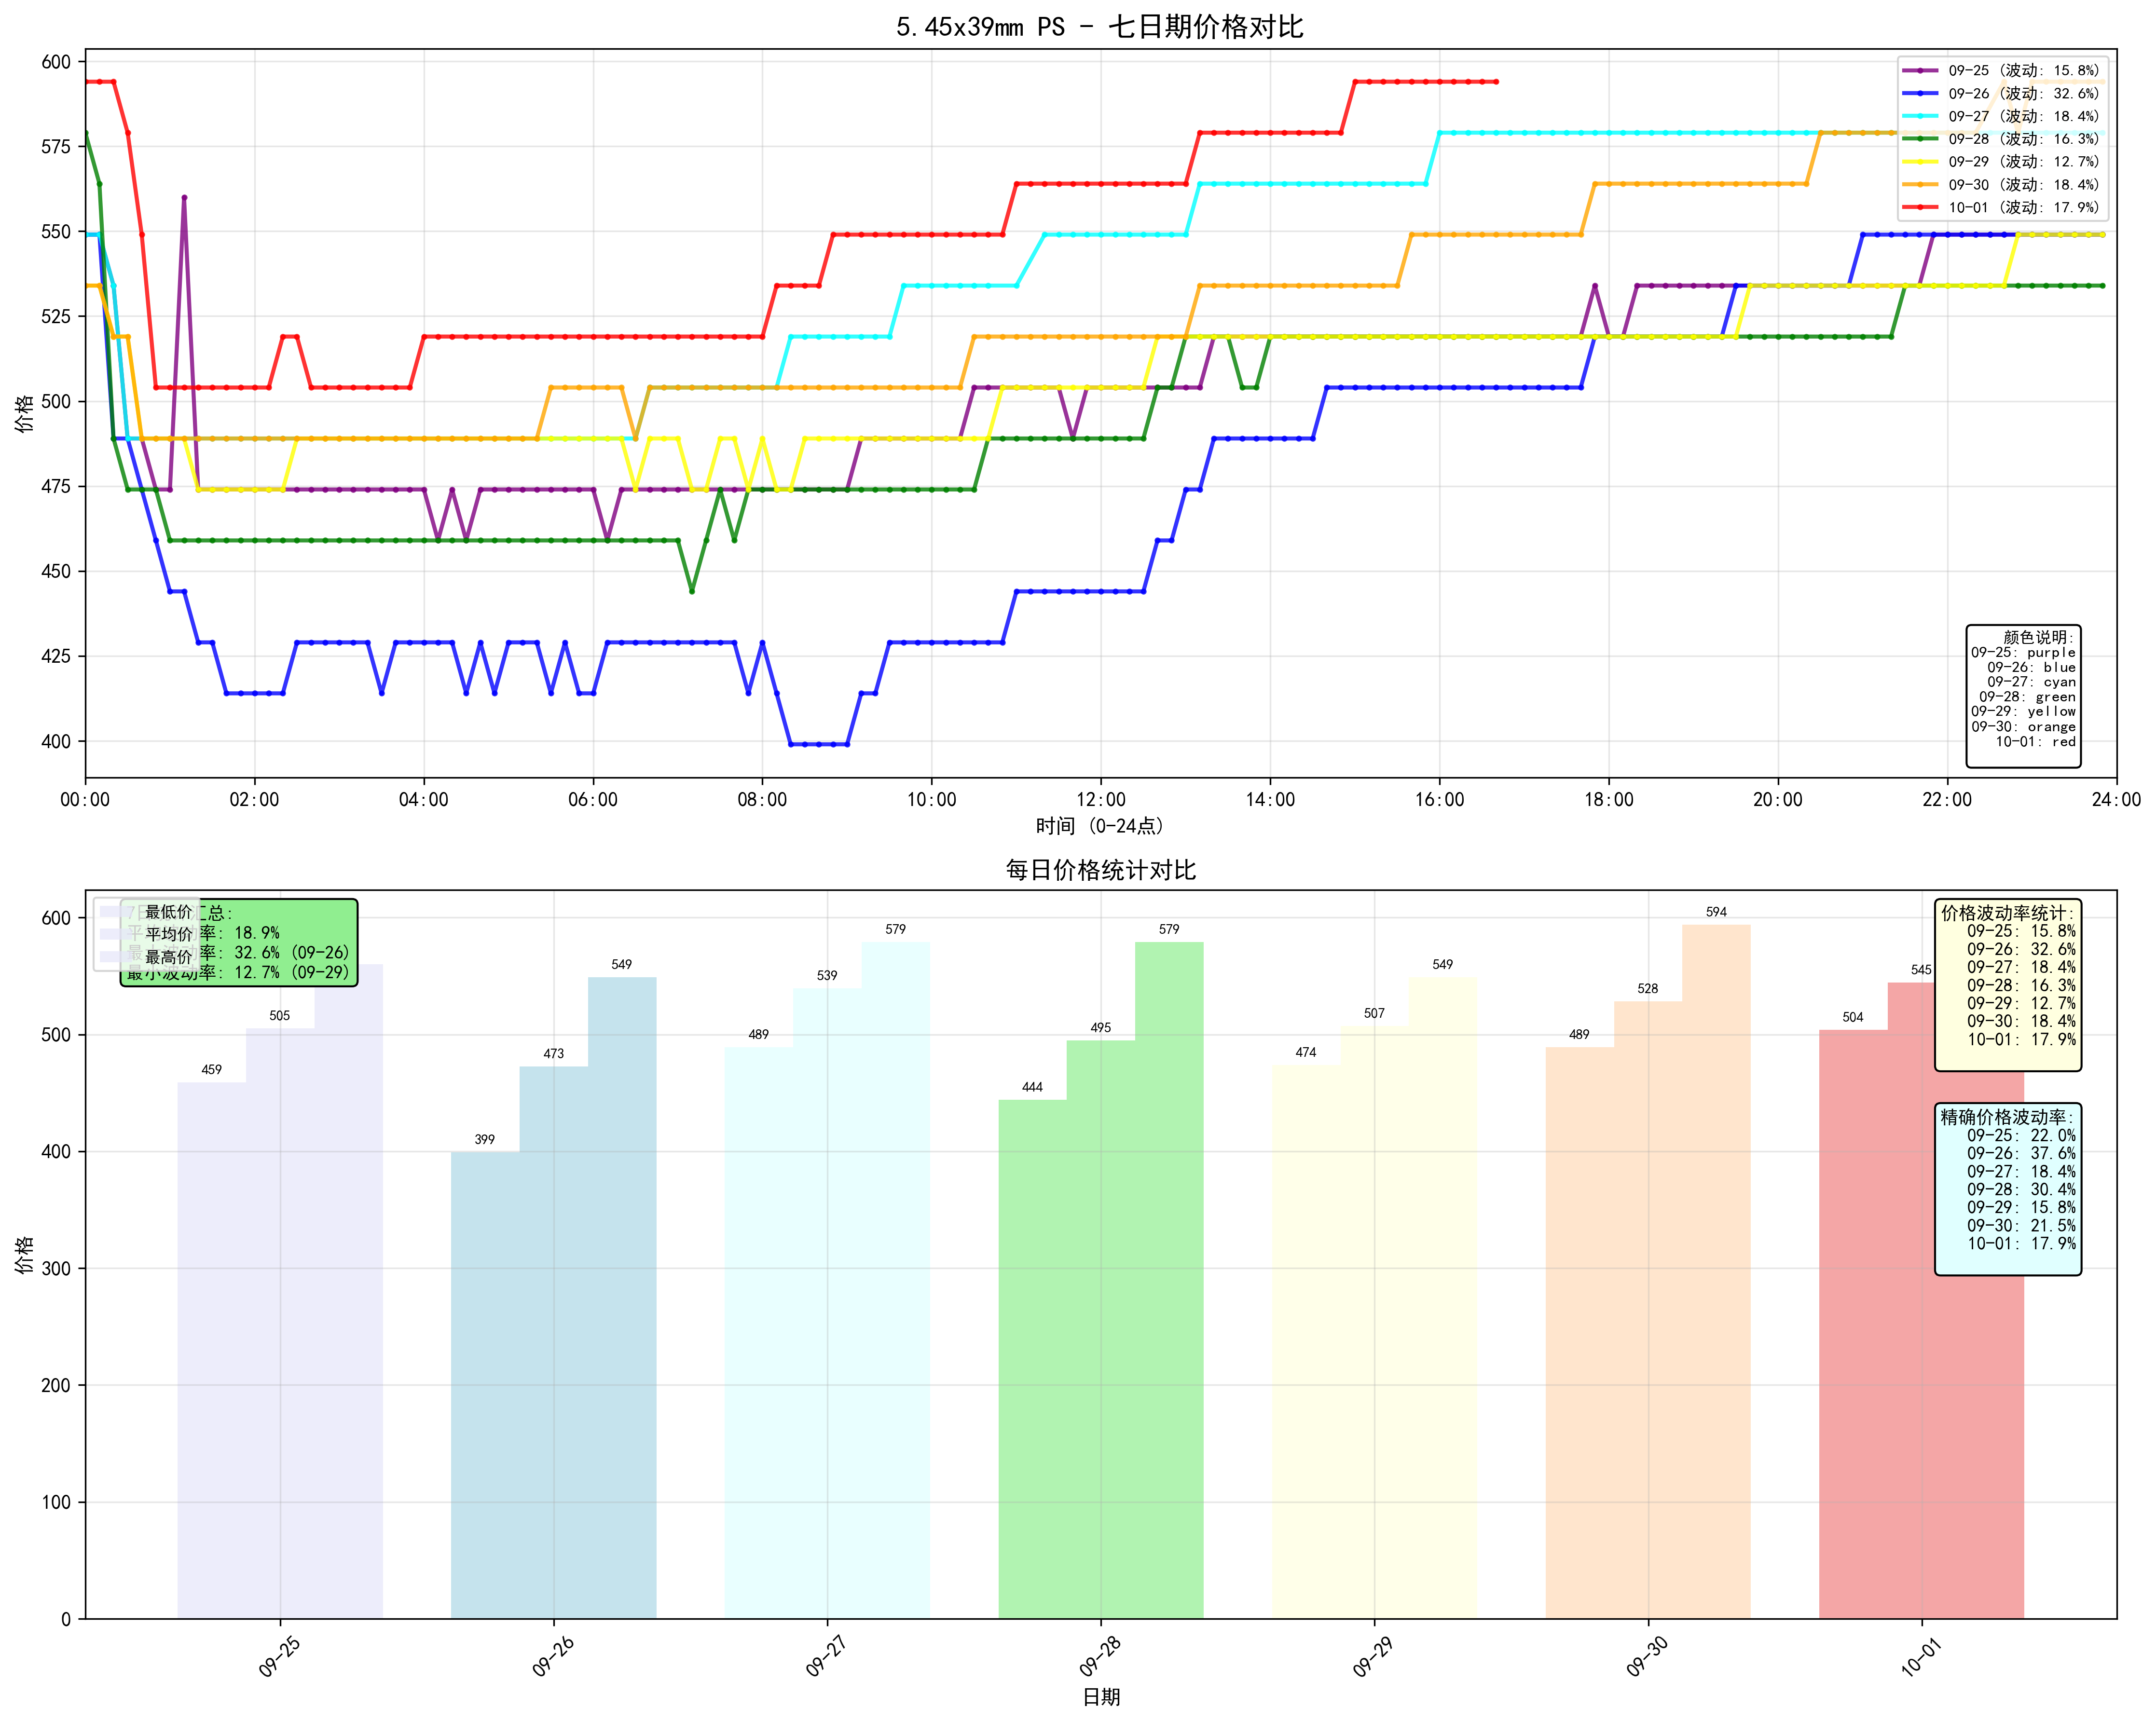 5.45x39mm PS - 七日期价格对比
价格
600
575
550
525
500
475
450
425
400
09-25 (波动: 15.8%)
09-26 (波动: 32.6%)
09-27 (波动: 18.4%)
09-28 (波动: 16.3%)
09-29 (波动: 12.7%)
09-30 (波动: 18.4%)
10-01 (波动: 17.9%)
颜色说明:
09-25: purple
09-26: blue
09-27: cyan
09-28: green
09-29: yellow
09-30: orange
10-01: red
00:00 02:00 04:00 06:00 08:00 10:00 12:00 14:00 16:00 18:00 20:00 22:00 24:00
时间 (0-24点)
每日价格统计对比
价格
600
500
400
300
200
100
0
最低价
平均价
最高价
汇总:
率: 18.9%
率: 32.6% (09-26)
最小波动率: 12.7% (09-29)
459 505
399 473 549
489 539 579
444 495 579
474 507 549
489 528 594
504 545
价格波动率统计:
09-25: 15.8%
09-26: 32.6%
09-27: 18.4%
09-28: 16.3%
09-29: 12.7%
09-30: 18.4%
10-01: 17.9%
精确价格波动率:
09-25: 22.0%
09-26: 37.6%
09-27: 18.4%
09-28: 30.4%
09-29: 15.8%
09-30: 21.5%
10-01: 17.9%
09-25 09-26 09-27 09-28 09-29 09-30 10-01
日期